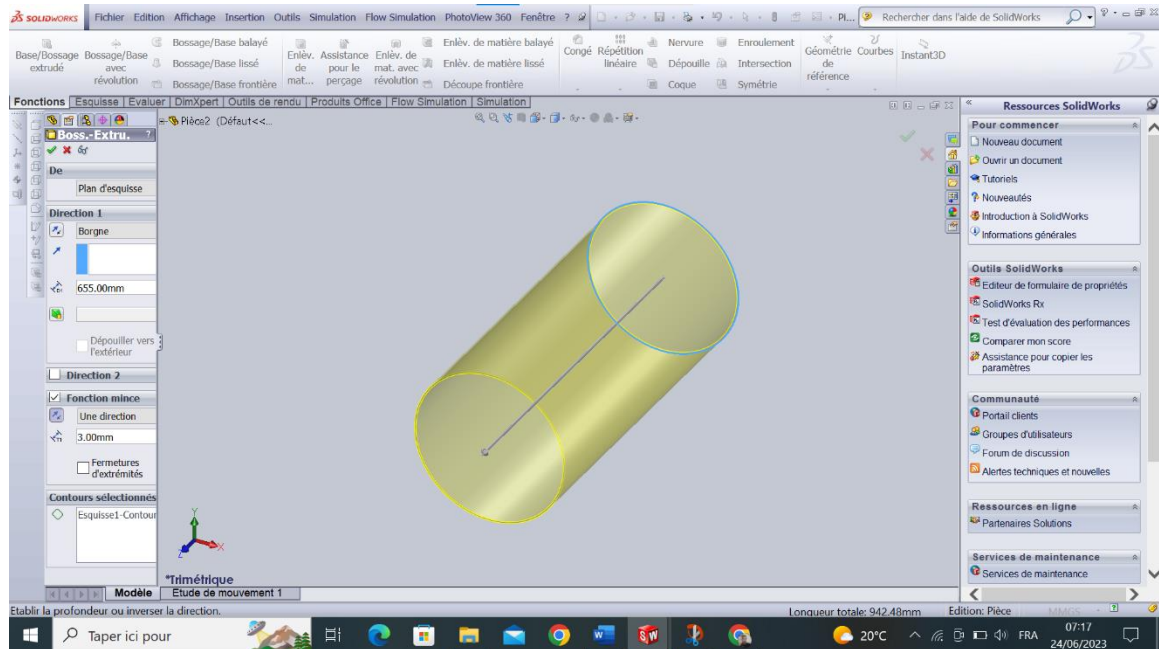 SOLIDWORKS Fichier Edition Affichage Insertion Outils Simulation Flow Simulation PhotoView 360 Fenêtre ? Pi... Rechercher dans l'aide de SolidWorks
Base/Bossage extrudé
Bossage/Base avec révolution
Bossage/Base balayé
Bossage/Base lissé
Bossage/Base frontière
Enlèv. de mat...
Assistance pour le perçage
Enlèv. de mat. avec révolution
Enlèv. de matière balayé
Enlèv. de matière lissé
Découpe frontière
Congé
Répétition linéaire
Nervure
Dépouille
Coque
Enroulement
Intersection
Symétrie
Géométrie de référence
Courbes
Instant3D
Fonctions Esquisse Evaluer DimXpert Outils de rendu Produits Office Flow Simulation Simulation
Boss.-Extru. ?
De
Plan d'esquisse
Direction 1
Borgne
655.00mm
Dépouiller vers
l'extérieur
Direction 2
Fonction mince
Une direction
3.00mm
Fermetures
d'extrémités
Contours sélectionnés
Esquisse1-Contour
Pièce2 (Défaut<<...
Y
X
Z
*Trimétrique
Modèle Etude de mouvement 1
Ressources SolidWorks
Pour commencer
Nouveau document
Ouvrir un document
Tutoriels
Nouveautés
Introduction à SolidWorks
Informations générales
Outils SolidWorks
Editeur de formulaire de propriétés
SolidWorks Rx
Test d'évaluation des performances
Comparer mon score
Assistance pour copier les
paramètres
Communauté
Portail clients
Groupes d'utilisateurs
Forum de discussion
Alertes techniques et nouvelles
Ressources en ligne
Partenaires Solutions
Services de maintenance
Services de maintenance
Etablir la profondeur ou inverser la direction. Longueur totale: 942.48mm Edition: Pièce MMGS
Taper ici pour 20°C FRA 07:17
24/06/2023